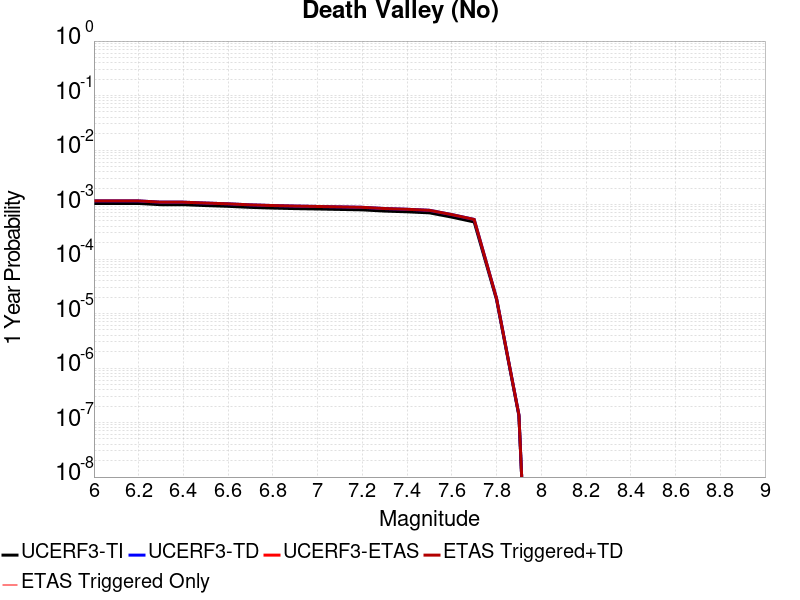 Death Valley (No)
10^0
10^-1
10^-2
10^-3
10^-4
10^-5
10^-6
10^-7
10^-8
1 Year Probability
6 6.2 6.4 6.6 6.8 7 7.2 7.4 7.6 7.8 8 8.2 8.4 8.6 8.8 9
Magnitude
UCERF3-TI UCERF3-TD UCERF3-ETAS ETAS Triggered+TD
ETAS Triggered Only